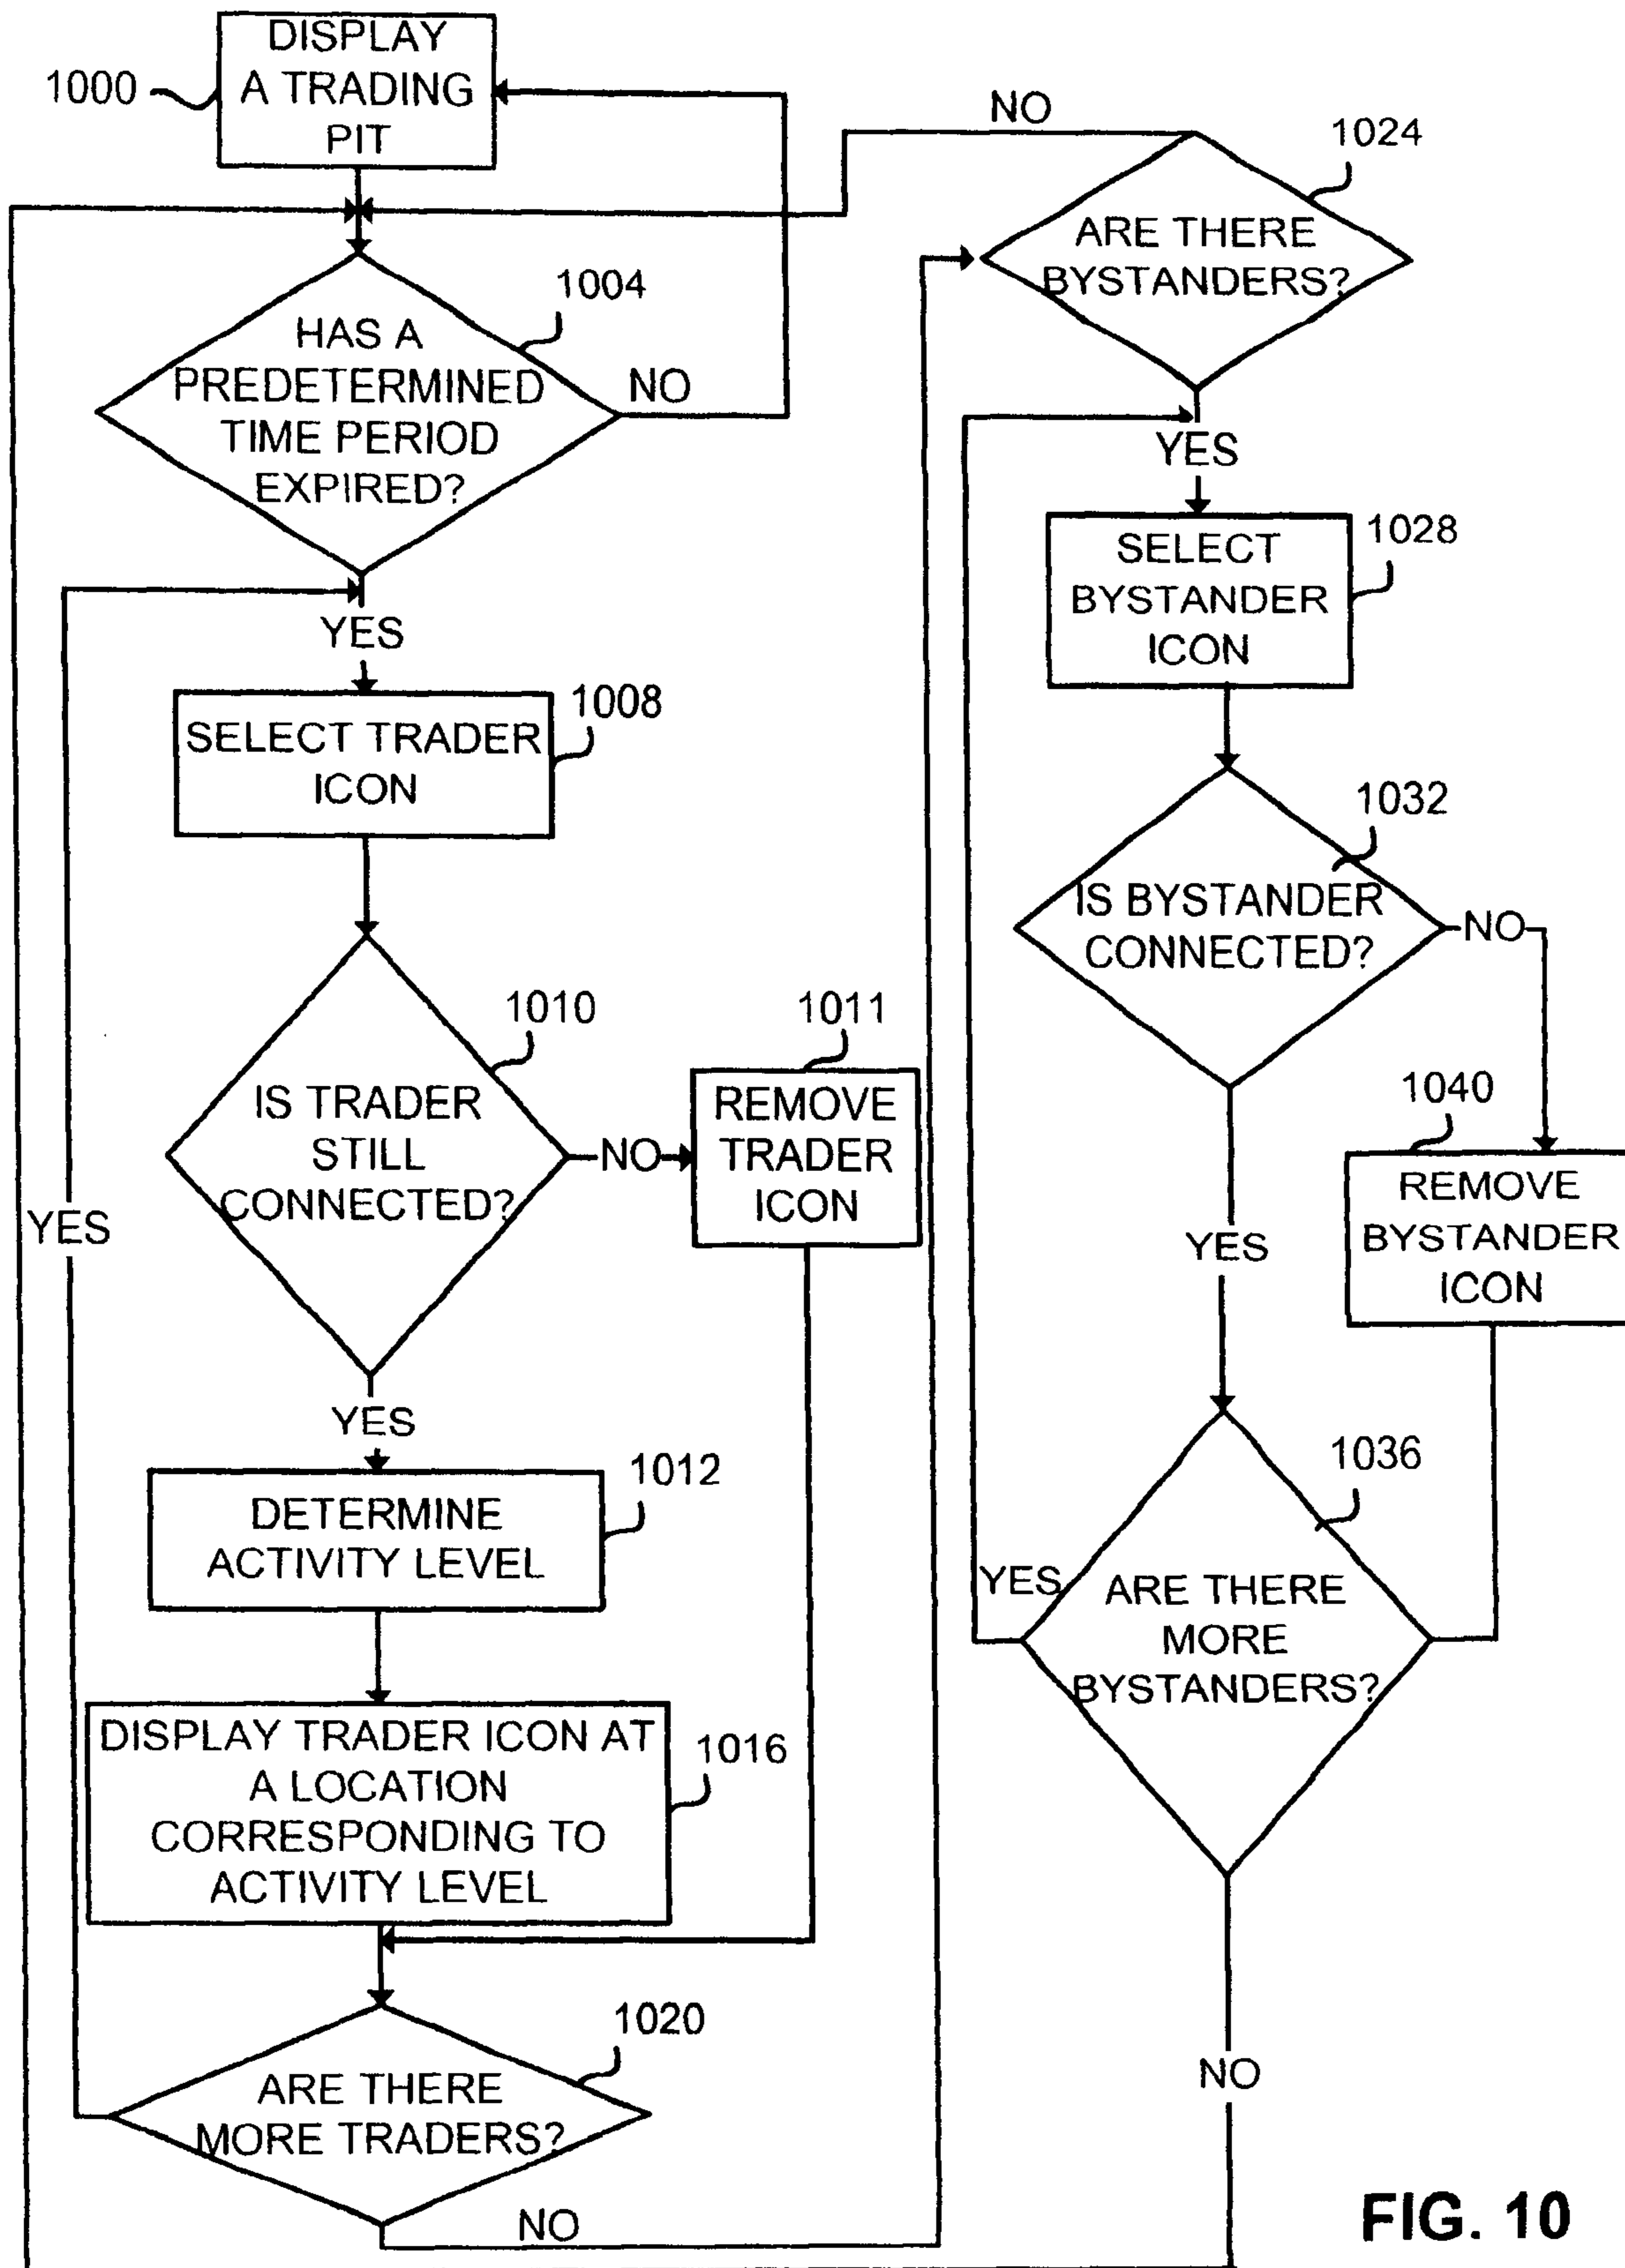 DISPLAY
A TRADING
PIT
1000
HAS A
PREDETERMINED
TIME PERIOD
EXPIRED?
1004
NO
YES
SELECT TRADER
ICON
1008
IS TRADER
STILL
CONNECTED?
1010
NO
REMOVE
TRADER
ICON
1011
YES
DETERMINE
ACTIVITY LEVEL
1012
DISPLAY TRADER ICON AT
A LOCATION
CORRESPONDING TO
ACTIVITY LEVEL
1016
ARE THERE
MORE TRADERS?
1020
YES
NO
ARE THERE
BYSTANDERS?
1024
NO
YES
SELECT
BYSTANDER
ICON
1028
IS BYSTANDER
CONNECTED?
1032
NO
REMOVE
BYSTANDER
ICON
1040
YES
ARE THERE
MORE
BYSTANDERS?
1036
YES
NO
FIG. 10